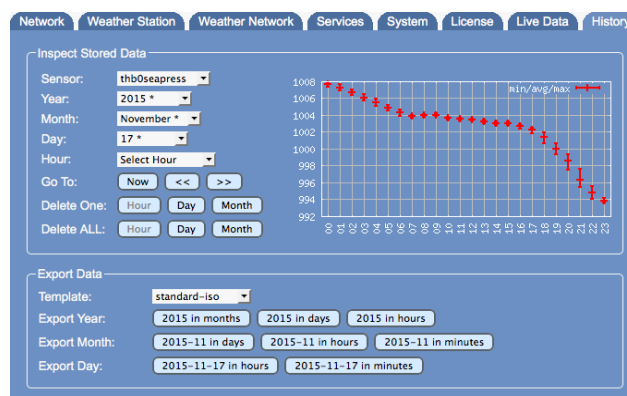 Network Weather Station Weather Network Services System License Live Data History
Inspect Stored Data
Sensor: thb0seapress
Year: 2015 *
Month: November *
Day: 17 *
Hour: Select Hour
Go To: Now << >>
Delete One: Hour Day Month
Delete ALL: Hour Day Month
min/avg/max
1008
1006
1004
1002
1000
998
996
994
992
00 01 02 03 04 05 06 07 08 09 10 11 12 13 14 15 16 17 18 19 20 21 22 23
Export Data
Template: standard-iso
Export Year: 2015 in months 2015 in days 2015 in hours
Export Month: 2015-11 in days 2015-11 in hours 2015-11 in minutes
Export Day: 2015-11-17 in hours 2015-11-17 in minutes